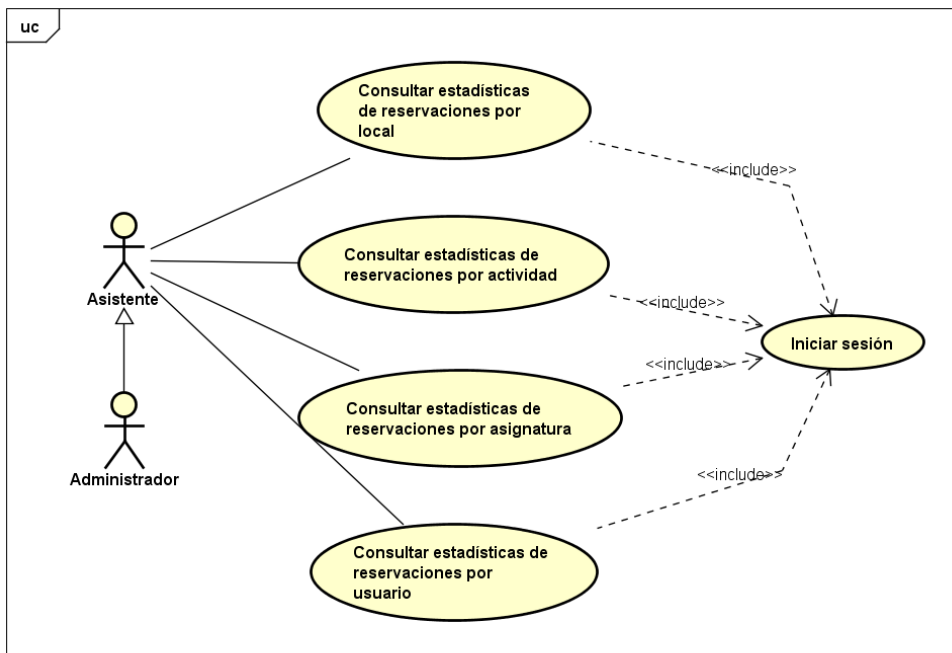 uc
Consultar estadísticas
de reservaciones por
local
<<include>>
Consultar estadísticas de
reservaciones por actividad
<<include>>
Asistente
Iniciar sesión
<<include>>
Consultar estadísticas de
reservaciones por asignatura
Administrador
<<include>>
Consultar estadísticas de
reservaciones por
usuario